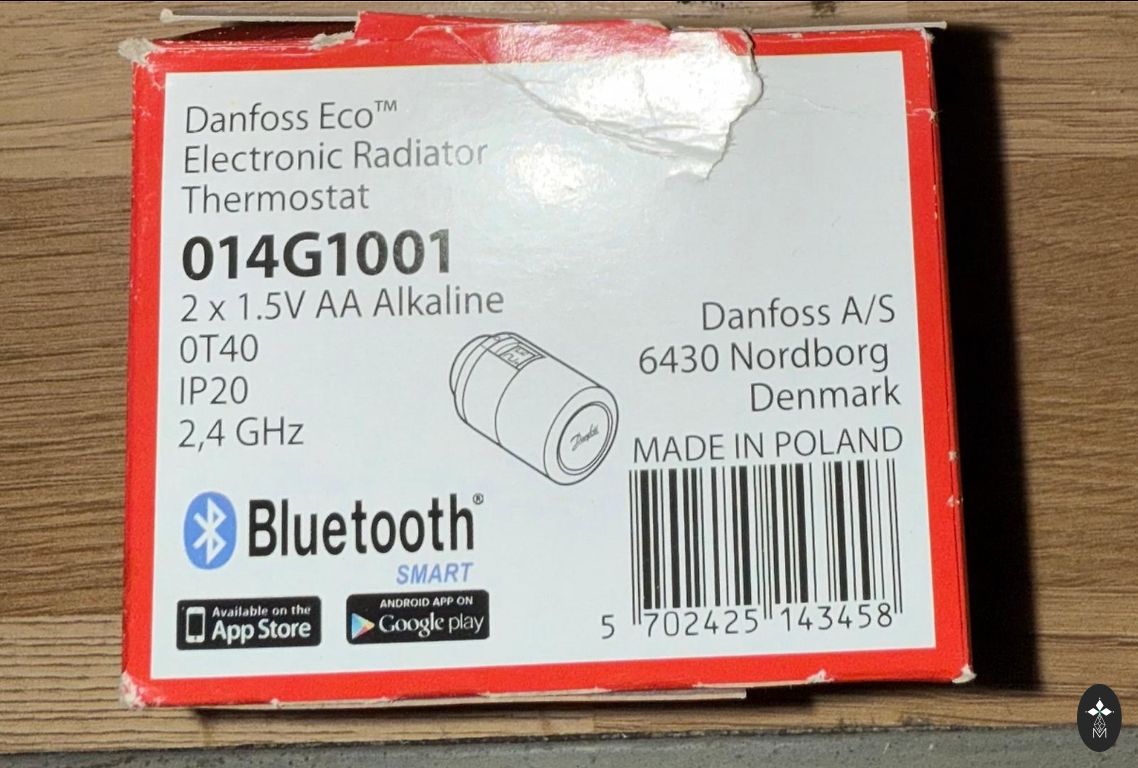 Danfoss Eco™
Electronic Radiator
Thermostat
014G1001
2 x 1.5V AA Alkaline
0T40
IP20
2,4 GHz
Danfoss A/S
6430 Nordborg
Denmark
MADE IN POLAND
Danfoss
Bluetooth®
SMART
Available on the
App Store
ANDROID APP ON
Google play
5 702425 143458
M